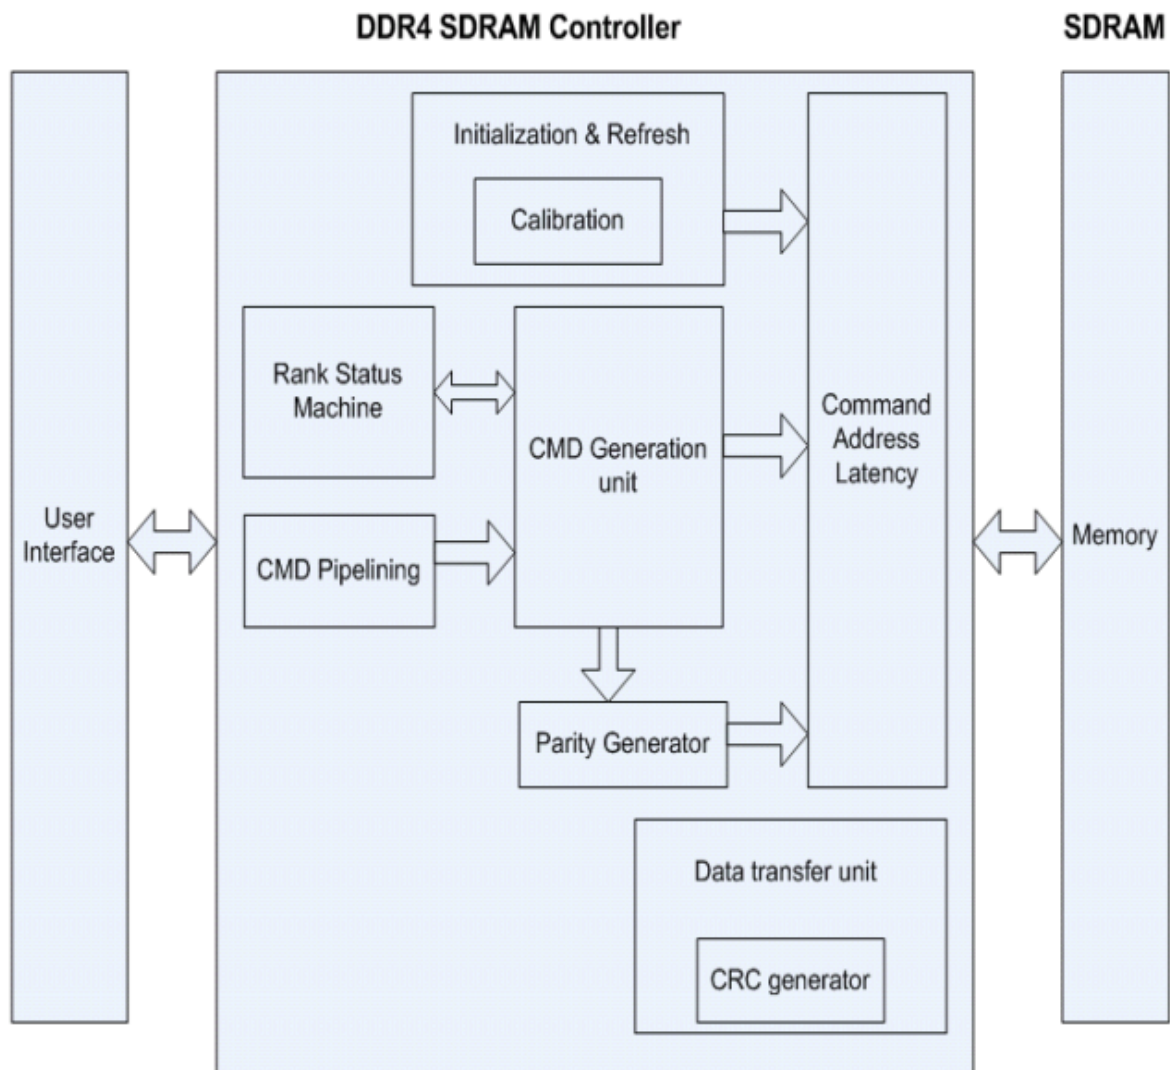 DDR4 SDRAM Controller
SDRAM
Initialization & Refresh
Calibration
Rank Status
Machine
CMD Generation
unit
Command
Address
Latency
User
Interface
CMD Pipelining
Memory
Parity Generator
Data transfer unit
CRC generator